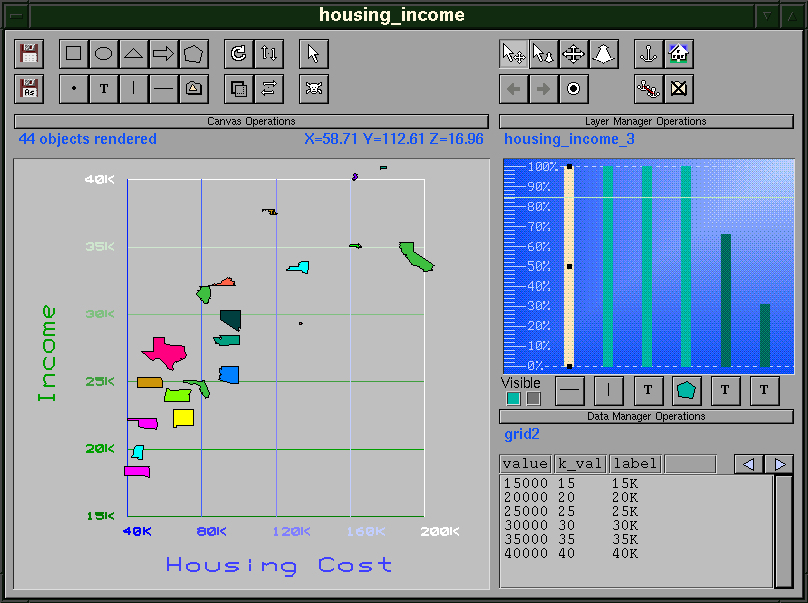 housing_income
As
T
Canvas Operations
Layer Manager Operations
44 objects rendered
X=58.71 Y=112.61 Z=16.96
housing_income_3
40K
35K
30K
25K
20K
15K
Income
40K
80K
120K
160K
200K
Housing Cost
100%
90%
80%
70%
60%
50%
40%
30%
20%
10%
0%
Visible
T
T
T
Data Manager Operations
grid2
value k_val label
15000 15 15K
20000 20 20K
25000 25 25K
30000 30 30K
35000 35 35K
40000 40 40K